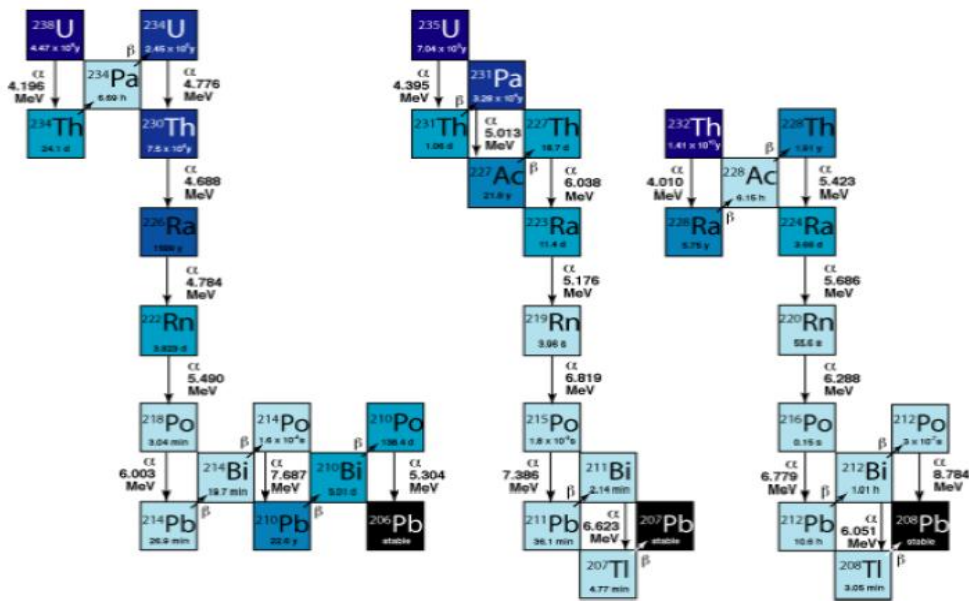 ²³⁸U
4.47 x 10⁹y
α
4.196
MeV
²³⁴Th
24.1 d
β
²³⁴Pa
6.69 h
β
²³⁴U
2.45 x 10⁵y
α
4.776
MeV
²³⁰Th
7.5 x 10⁴y
α
4.688
MeV
²²⁶Ra
α
4.784
MeV
²²²Rn
3.823 d
α
5.490
MeV
²¹⁸Po
3.04 min
α
6.003
MeV
²¹⁴Pb
26.9 min
β
²¹⁴Bi
19.7 min
β
²¹⁴Po
1.6 x 10⁻⁴s
α
7.687
MeV
²¹⁰Pb
22.6 y
β
²¹⁰Bi
5.01 d
β
²¹⁰Po
138.4 d
α
5.304
MeV
²⁰⁶Pb
stable
²³⁵U
7.04 x 10⁸y
α
4.395
MeV
²³¹Th
1.06 d
β
²³¹Pa
3.28 x 10⁴y
α
5.013
MeV
²²⁷Ac
21.8 y
β
²²⁷Th
18.7 d
α
6.038
MeV
²²³Ra
11.4 d
α
5.176
MeV
²¹⁹Rn
3.96 s
α
6.819
MeV
²¹⁵Po
1.8 x 10⁻³s
α
7.386
MeV
²¹¹Pb
36.1 min
β
²¹¹Bi
2.14 min
α
6.623
MeV
²⁰⁷Tl
4.77 min
β
²⁰⁷Pb
stable
²³²Th
1.41 x 10¹⁰y
α
4.010
MeV
²²⁸Ra
5.75 y
β
²²⁸Ac
6.15 h
β
²²⁸Th
1.91 y
α
5.423
MeV
²²⁴Ra
3.66 d
α
5.686
MeV
²²⁰Rn
55.6 s
α
6.288
MeV
²¹⁶Po
0.15 s
α
6.779
MeV
²¹²Pb
10.6 h
β
²¹²Bi
1.01 h
β
²¹²Po
3 x 10⁻⁷s
α
8.784
MeV
α
6.051
MeV
²⁰⁸Tl
3.05 min
β
²⁰⁸Pb
stable